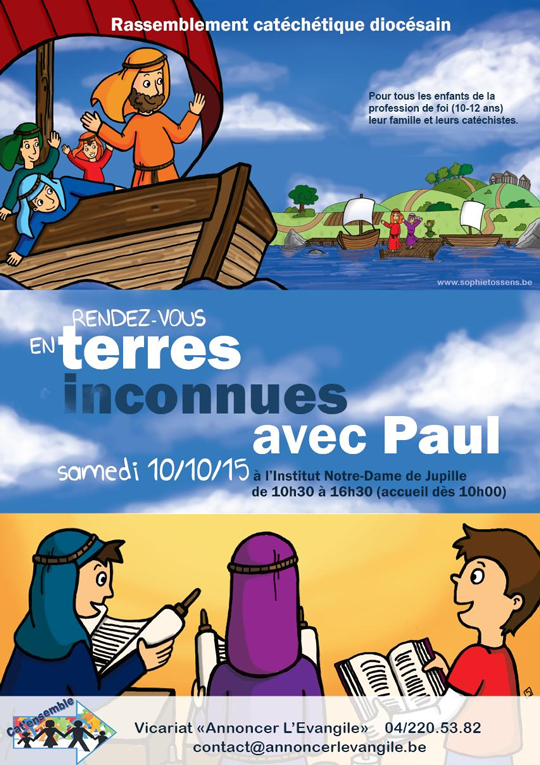 Rassemblement catéchétique diocésain
Pour tous les enfants de la
profession de foi (10-12 ans)
leur famille et leurs catéchistes.
www.sophietossens.be
RENDEZ-VOUS
EN terres
inconnues
avec Paul
samedi 10/10/15 à l'Institut Notre-Dame de Jupille
de 10h30 à 16h30 (accueil dès 10h00)
Cat'ensemble
Vicariat «Annoncer L'Evangile» 04/220.53.82
contact@annoncerlevangile.be